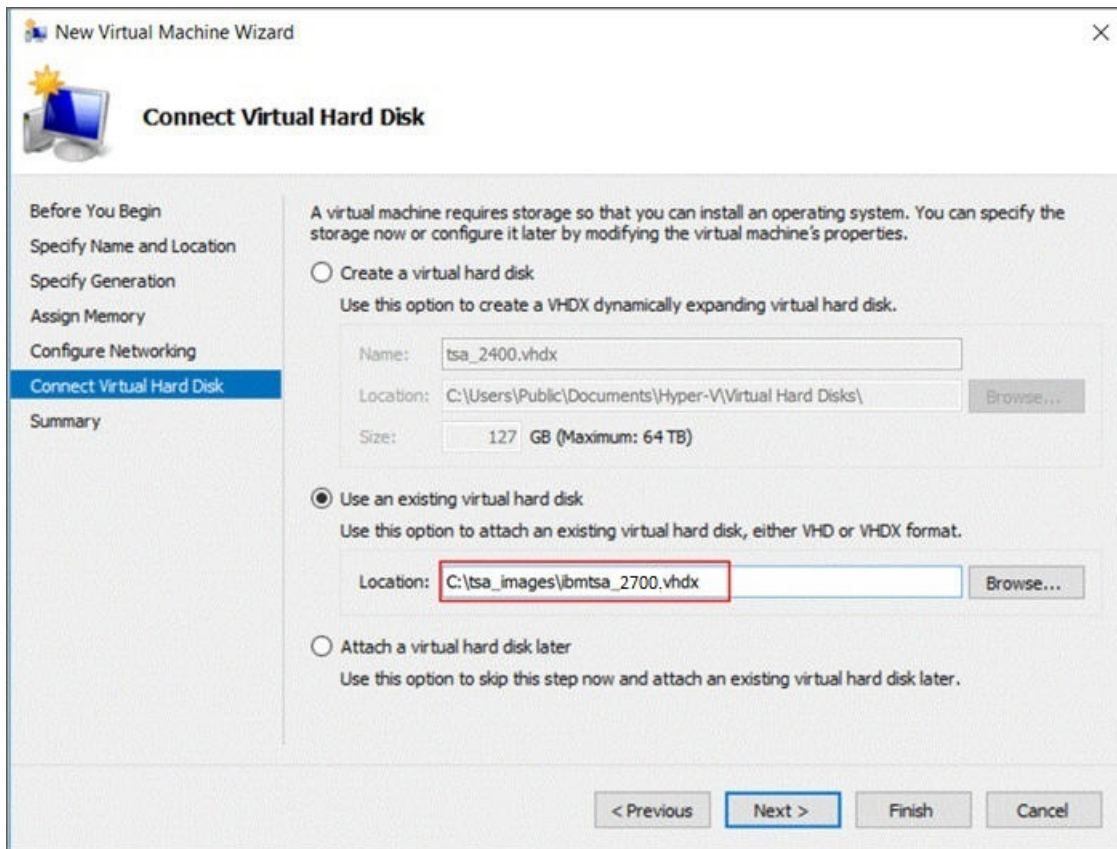 New Virtual Machine Wizard
Connect Virtual Hard Disk
Before You Begin
Specify Name and Location
Specify Generation
Assign Memory
Configure Networking
Connect Virtual Hard Disk
Summary
A virtual machine requires storage so that you can install an operating system. You can specify the
storage now or configure it later by modifying the virtual machine's properties.
Create a virtual hard disk
Use this option to create a VHDX dynamically expanding virtual hard disk.
Name: tsa_2400.vhdx
Location: C:\Users\Public\Documents\Hyper-V\Virtual Hard Disks\ Browse...
Size: 127 GB (Maximum: 64 TB)
Use an existing virtual hard disk
Use this option to attach an existing virtual hard disk, either VHD or VHDX format.
Location: C:\tsa_images\ibmtsa_2700.vhdx Browse...
Attach a virtual hard disk later
Use this option to skip this step now and attach an existing virtual hard disk later.
< Previous Next > Finish Cancel